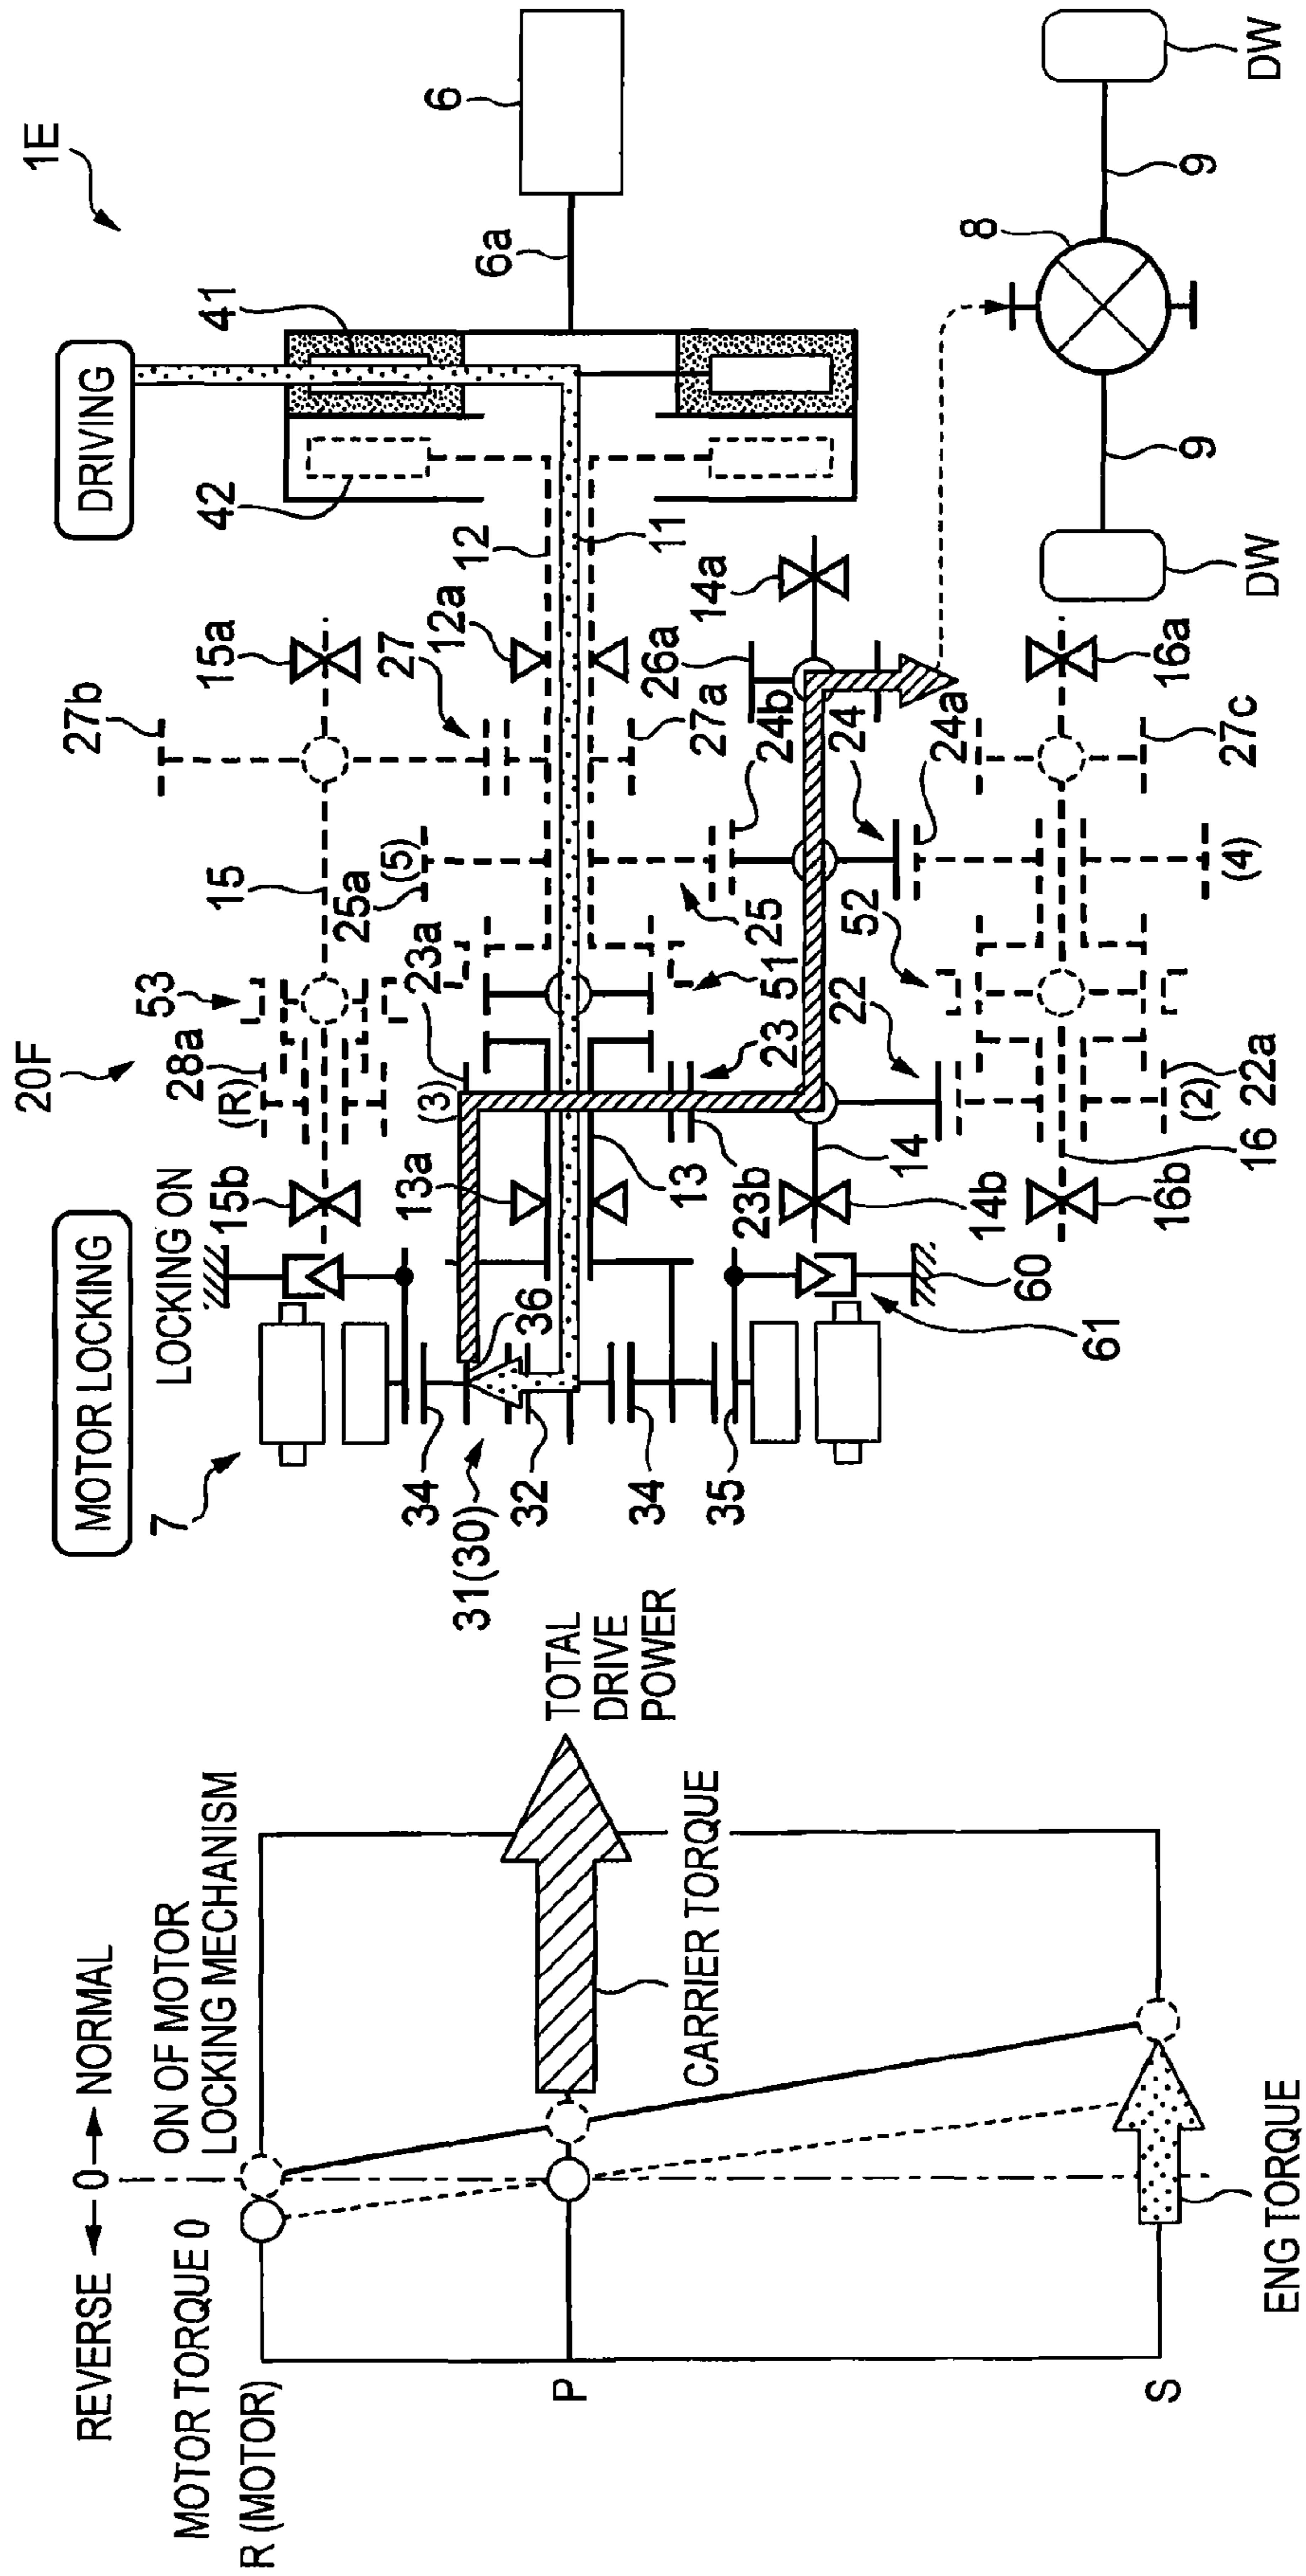 REVERSE ←0→ NORMAL
MOTOR TORQUE 0
ON OF MOTOR
LOCKING MECHANISM
R (MOTOR)
P
S
TOTAL
DRIVE
POWER
CARRIER TORQUE
ENG TORQUE
MOTOR LOCKING
DRIVING
1E
20F
7
LOCKING ON
15b
28a
(R)
53
15
15a
27b
27
25a
(5)
23a
(3)
13a
12a
12
42
41
6a
6
36
31(30)
32
34
34
35
13
23b
23
51
25
27a
24b
26a
11
14a
14
14b
22
52
24
24a
61
60
16b
16
22a
(2)
(4)
27c
16a
8
9
9
DW
DW